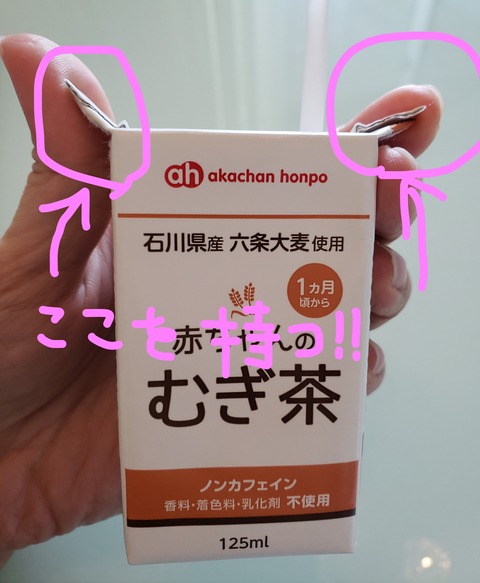 ah akachan honpo
石川県産 六条大麦使用
1ヵ月
頃から
ここを持つ!!
赤ちゃんの
むぎ茶
ノンカフェイン
香料・着色料・乳化剤 不使用
125ml